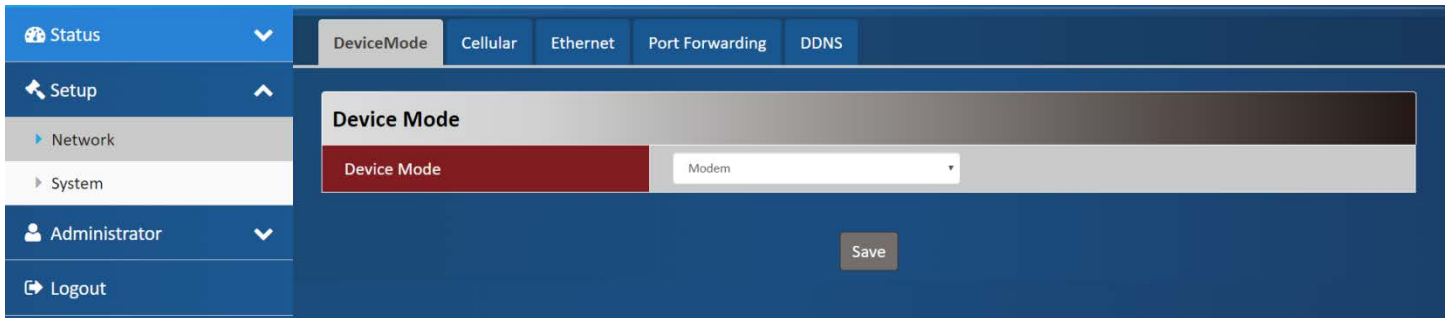 Status
Setup
Network
System
Administrator
Logout
DeviceMode Cellular Ethernet Port Forwarding DDNS
Device Mode
Device Mode Modem
Save